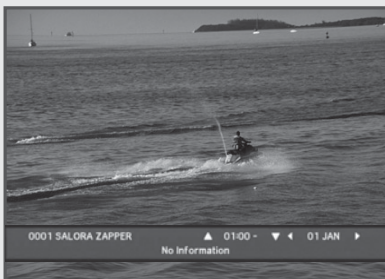 0001 SALORA ZAPPER ▲ 01:00 - ▼ ◀ 01 JAN ▶
No Information